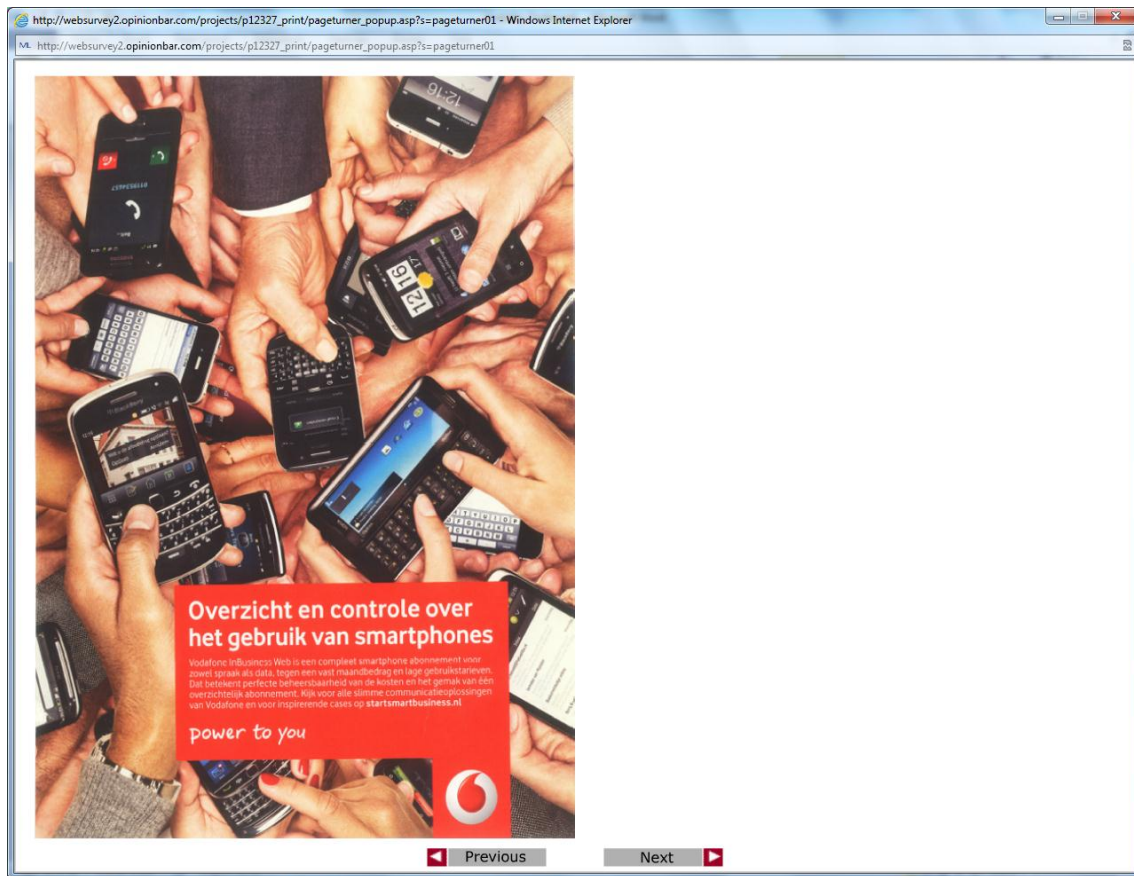 http://websurvey2.opinionbar.com/projects/p12327_print/pageturner_popup.asp?s=pageturner01 - Windows Internet Explorer
http://websurvey2.opinionbar.com/projects/p12327_print/pageturner_popup.asp?s=pageturner01
12:16
0119524637
12 16
17°
Overzicht en controle over
het gebruik van smartphones
Vodafone InBusiness Web is een compleet smartphone abonnement voor
zowel spraak als data, tegen een vast maandbedrag en lage gebruikstarieven.
Dat betekent perfecte beheersbaarheid van de kosten en het gemak van één
overzichtelijk abonnement. Kijk voor alle slimme communicatieoplossingen
van Vodafone en voor inspirerende cases op startsmartbusiness.nl
power to you
Previous
Next